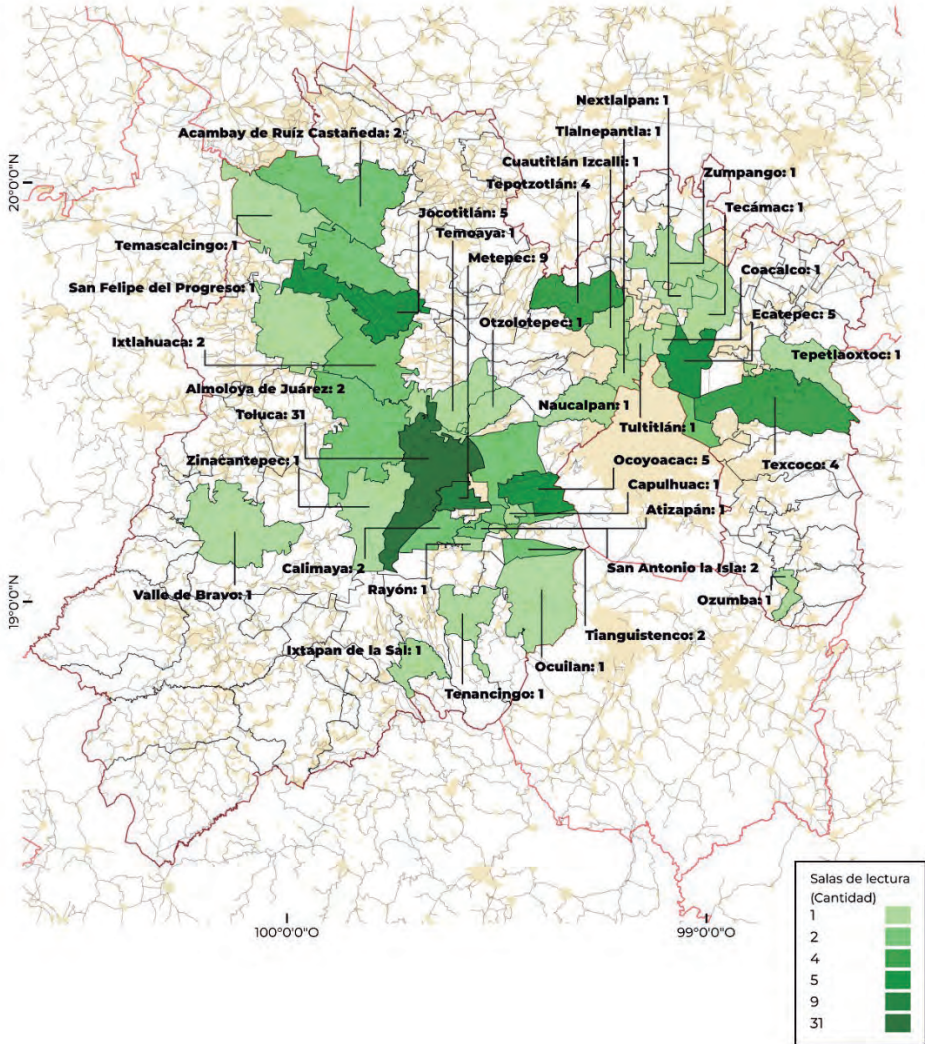 Nextlalpan: 1
Acambay de Ruíz Castañeda: 2
Tlalnepantla: 1
Cuautitlán Izcalli: 1
Zumpango: 1
20°0'0"N
Tepotzotlán: 4
Tecámac: 1
Jocotitlán: 5
Temoaya: 1
Temascalcingo: 1
Metepec: 9
Coacalco: 1
San Felipe del Progreso: 1
Otzolotepec: 1
Ecatepec: 5
Ixtlahuaca: 2
Tepetlaoxtoc: 1
Almoloya de Juárez: 2
Naucalpan: 1
Toluca: 31
Tultitlán: 1
Zinacantepec: 1
Ocoyoacac: 5
Texcoco: 4
Capulhuac: 1
Atizapán: 1
Calimaya: 2
San Antonio la Isla: 2
Rayón: 1
Valle de Bravo: 1
Ozumba: 1
19°0'0"N
Tianguistenco: 2
Ixtapan de la Sal: 1
Ocuilan: 1
Tenancingo: 1
100°0'0"O
99°0'0"O
Salas de lectura
(Cantidad)
1
2
4
5
9
31